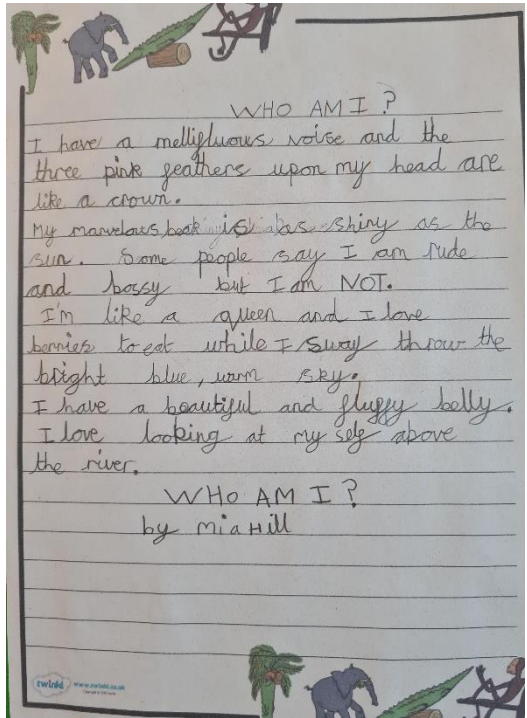 WHO AM I?
I have a mellifluous noise and the
three pink feathers upon my head are
like a crown.
My marvelous beak is as shiny as the
sun. Some people say I am rude
and bossy but I am NOT.
I'm like a queen and I love
berries to eat while I sway throw the
bright blue, warm sky.
I have a beautiful and fluffy belly.
I love looking at my self above
the river.
WHO AM I?
by Mia Hill
twinkl www.twinkl.co.uk